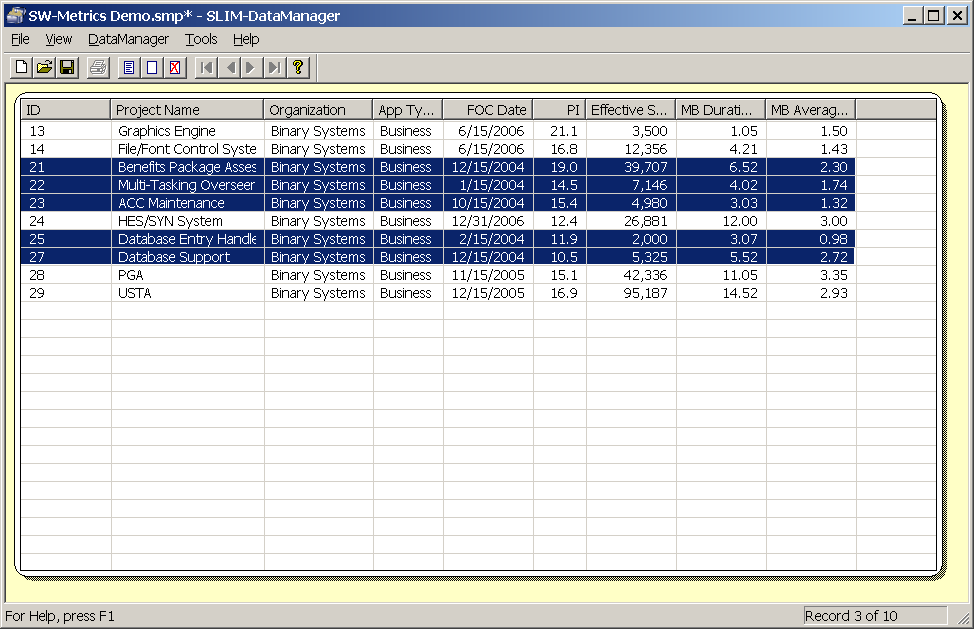 SW-Metrics Demo.smp* - SLIM-DataManager
File View DataManager Tools Help
ID Project Name Organization App Ty... FOC Date PI Effective S... MB Durati... MB Averag...
13 Graphics Engine Binary Systems Business 6/15/2006 21.1 3,500 1.05 1.50
14 File/Font Control Syste Binary Systems Business 6/15/2006 16.8 12,356 4.21 1.43
21 Benefits Package Asses Binary Systems Business 12/15/2004 19.0 39,707 6.52 2.30
22 Multi-Tasking Overseer Binary Systems Business 1/15/2004 14.5 7,146 4.02 1.74
23 ACC Maintenance Binary Systems Business 10/15/2004 15.4 4,980 3.03 1.32
24 HES/SYN System Binary Systems Business 12/31/2006 12.4 26,881 12.00 3.00
25 Database Entry Handle Binary Systems Business 2/15/2004 11.9 2,000 3.07 0.98
27 Database Support Binary Systems Business 12/15/2004 10.5 5,325 5.52 2.72
28 PGA Binary Systems Business 11/15/2005 15.1 42,336 11.05 3.35
29 USTA Binary Systems Business 12/15/2005 16.9 95,187 14.52 2.93
For Help, press F1 Record 3 of 10